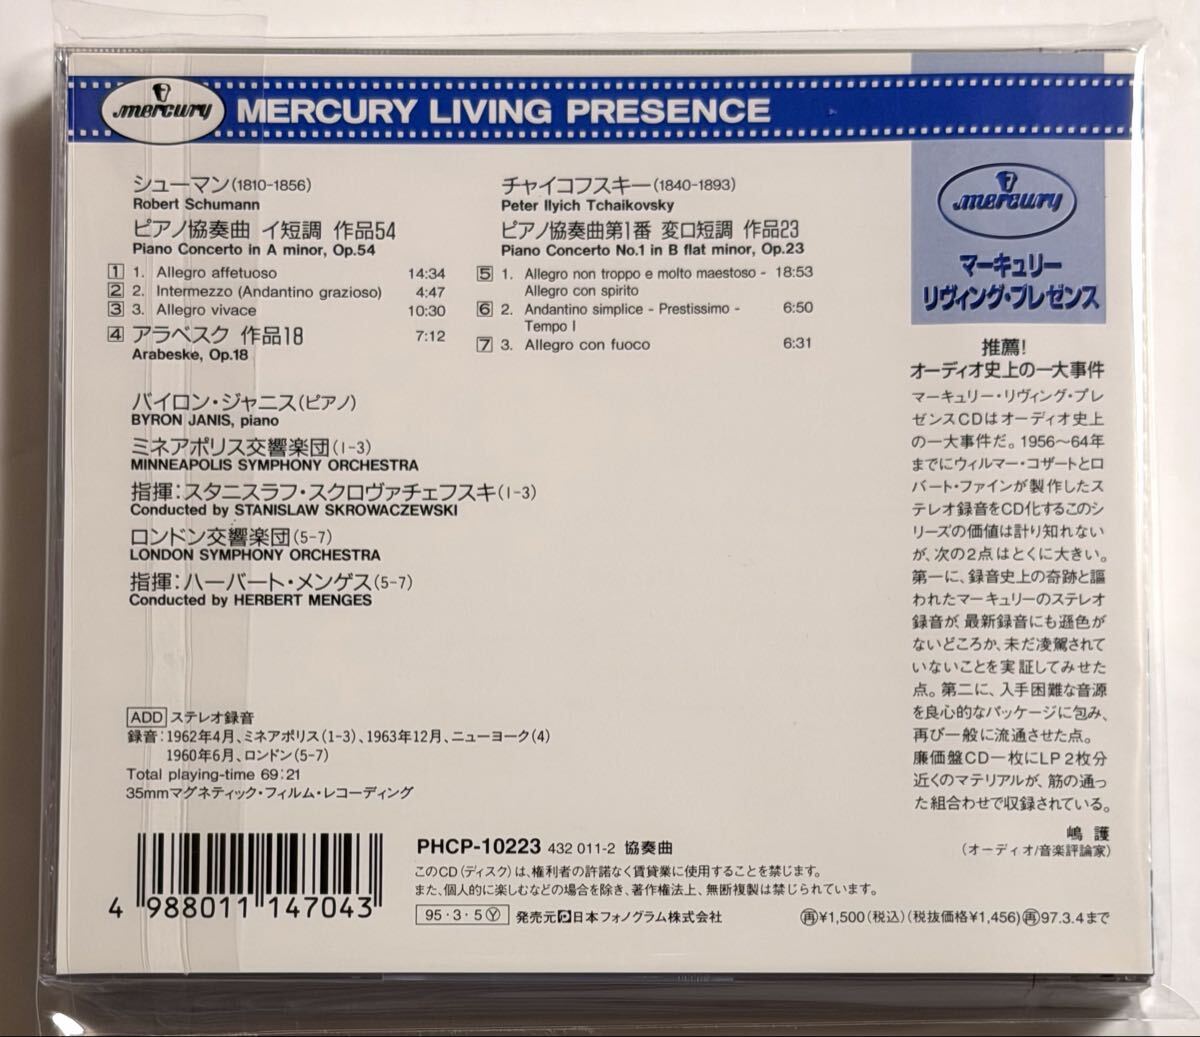 mercury MERCURY LIVING PRESENCE
シューマン(1810-1856)
Robert Schumann
ピアノ協奏曲 イ短調 作品54
Piano Concerto in A minor, Op.54
1 1. Allegro affetuoso 14:34
2 2. Intermezzo (Andantino grazioso) 4:47
3 3. Allegro vivace 10:30
4 アラベスク 作品18 7:12
Arabeske, Op.18
チャイコフスキー(1840-1893)
Peter Ilyich Tchaikovsky
ピアノ協奏曲第1番 変ロ短調 作品23
Piano Concerto No.1 in B flat minor, Op.23
5 1. Allegro non troppo e molto maestoso - 18:53
Allegro con spirito
6 2. Andantino simplice - Prestissimo - 6:50
Tempo I
7 3. Allegro con fuoco 6:31
バイロン・ジャニス(ピアノ)
BYRON JANIS, piano
ミネアポリス交響楽団(1-3)
MINNEAPOLIS SYMPHONY ORCHESTRA
指揮:スタニスラフ・スクロヴァチェフスキ(1-3)
Conducted by STANISLAW SKROWACZEWSKI
ロンドン交響楽団(5-7)
LONDON SYMPHONY ORCHESTRA
指揮:ハーバート・メンゲス(5-7)
Conducted by HERBERT MENGES
ADD ステレオ録音
録音:1962年4月、ミネアポリス(1-3)、1963年12月、ニューヨーク(4)
1960年6月、ロンドン(5-7)
Total playing-time 69:21
35mmマグネティック・フィルム・レコーディング
mercury
マーキュリー
リヴィング・プレゼンス
推薦!
オーディオ史上の一大事件
マーキュリー・リヴィング・プレ
ゼンスCDはオーディオ史上
の一大事件だ。1956〜64年
までにウィルマー・コザートとロ
バート・ファインが製作したス
テレオ録音をCD化するこのシ
リーズの価値は計り知れない
が、次の2点はとくに大きい。
第一に、録音史上の奇跡と謳
われたマーキュリーのステレオ
録音が、最新録音にも遜色が
ないどころか、未だ凌駕されて
いないことを実証してみせた
点。第二に、入手困難な音源
を良心的なパッケージに包み、
再び一般に流通させた点。
廉価盤CD一枚にLP2枚分
近くのマテリアルが、筋の通っ
た組合わせで収録されている。
嶋 護
(オーディオ/音楽評論家)
4 988011 147043
PHCP-10223 432 011-2 協奏曲
このCD(ディスク)は、権利者の許諾なく賃貸業に使用することを禁じます。
また、個人的に楽しむなどの場合を除き、著作権法上、無断複製は禁じられています。
95・3・5Ⓨ 発売元 日本フォノグラム株式会社
㊢¥1,500(税込)(税抜価格¥1,456)㊢97.3.4まで